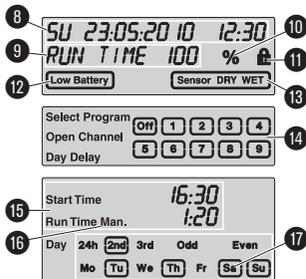 8 SU 23:05:2010 12:30 10
9 RUN TIME 100 % 11
12 Low Battery Sensor DRY WET 13
Select Program Off 1 2 3 4
Open Channel 14
Day Delay 5 6 7 8 9
Start Time 16:30
15
Run Time Man. 1:20
16 17
Day 24h 2nd 3rd Odd Even
Mo Tu We Th Fr Sa Su